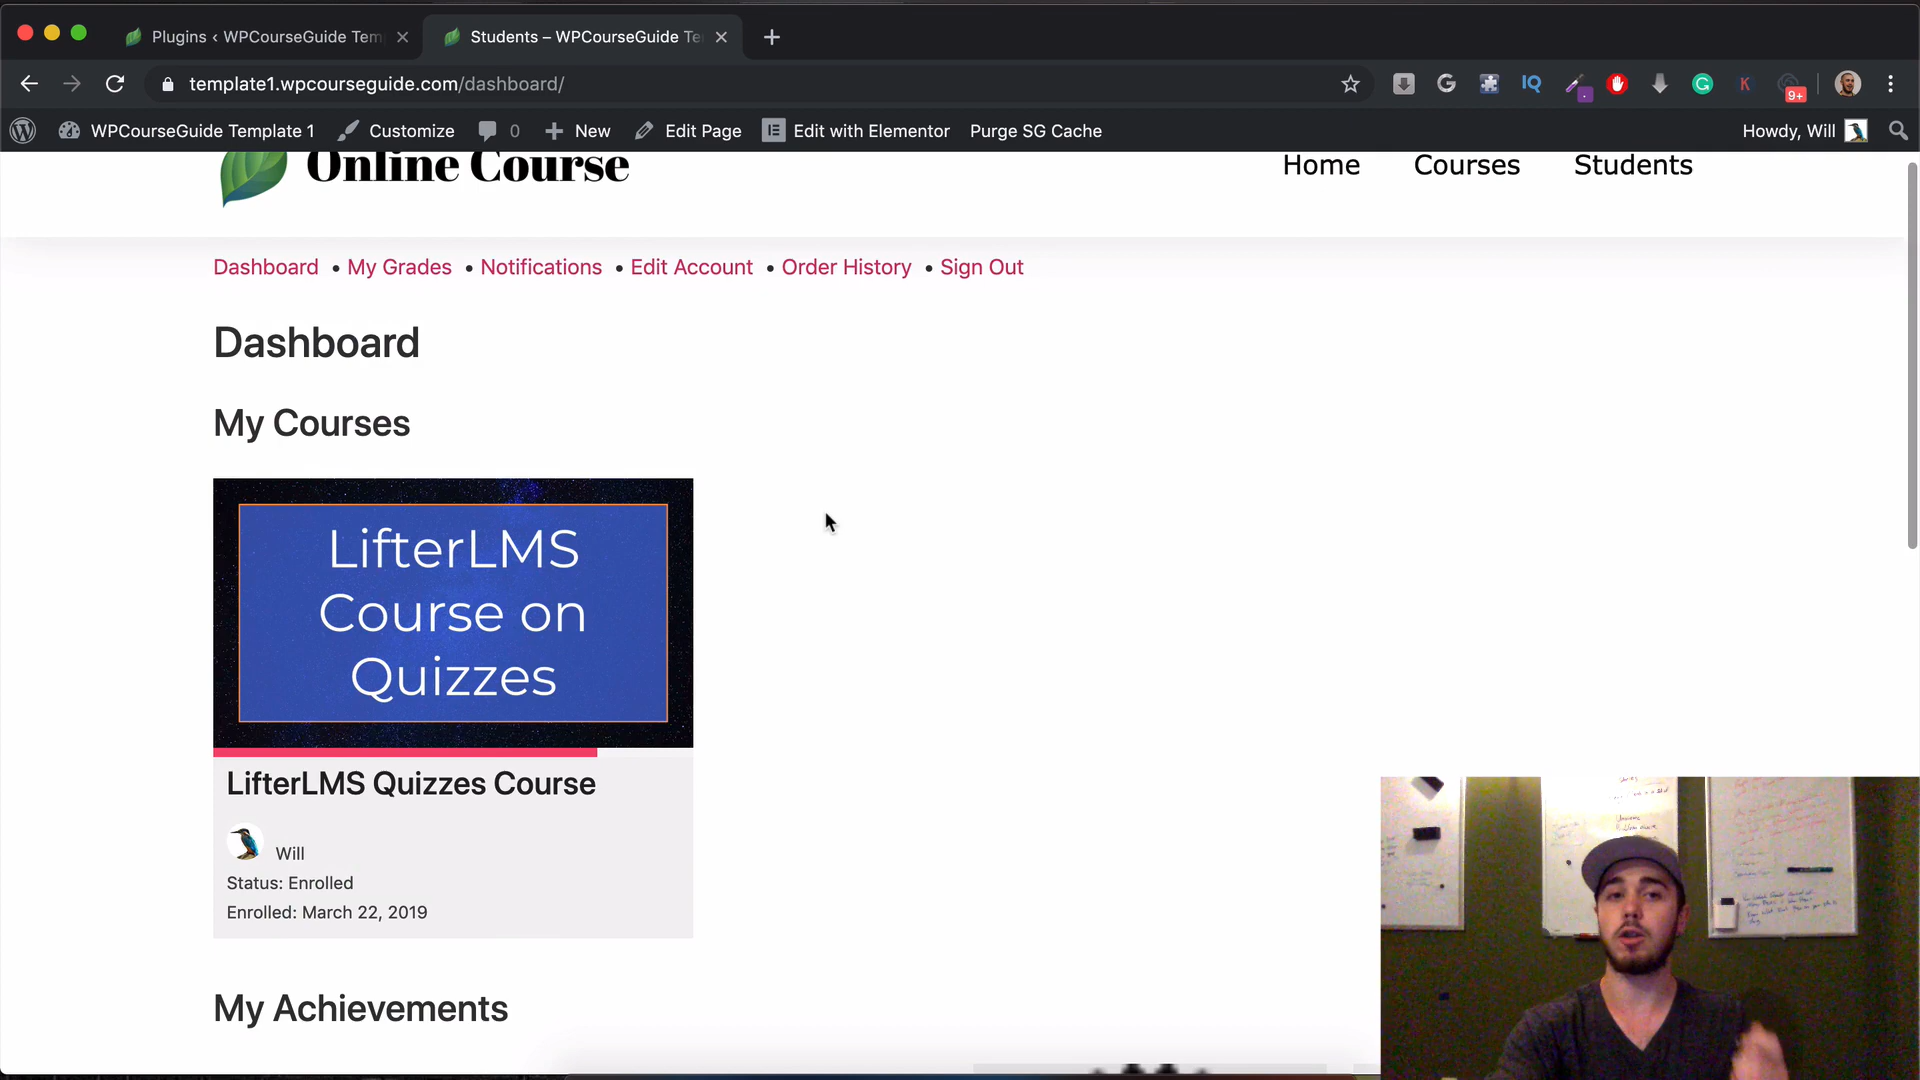 Plugins ‹ WPCourseGuide Tem
Students – WPCourseGuide Te
template1.wpcourseguide.com/dashboard/
9+
WPCourseGuide Template 1
Customize
0
New
Edit Page
Edit with Elementor
Purge SG Cache
Howdy, Will
Online Course
Home
Courses
Students
Dashboard • My Grades • Notifications • Edit Account • Order History • Sign Out
Dashboard
My Courses
LifterLMS
Course on
Quizzes
LifterLMS Quizzes Course
Will
Status: Enrolled
Enrolled: March 22, 2019
My Achievements